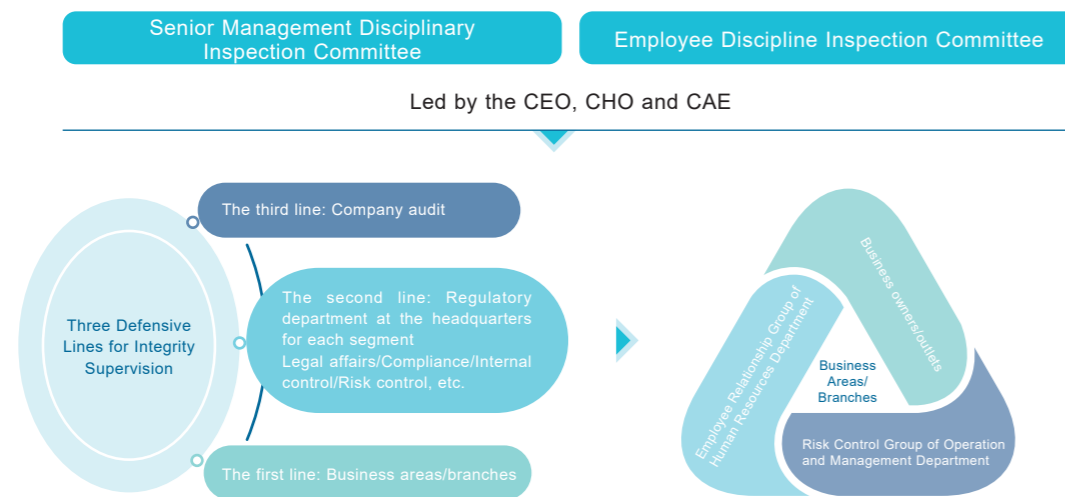 Senior Management Disciplinary
Inspection Committee
Employee Discipline Inspection Committee
Led by the CEO, CHO and CAE
Three Defensive
Lines for Integrity
Supervision
The third line: Company audit
The second line: Regulatory
department at the headquarters
for each segment
Legal affairs/Compliance/Internal
control/Risk control, etc.
The first line: Business areas/branches
Business owners/outlets
Employee Relationship Group of
Human Resources Department
Business
Areas/
Branches
Risk Control Group of Operation
and Management Department